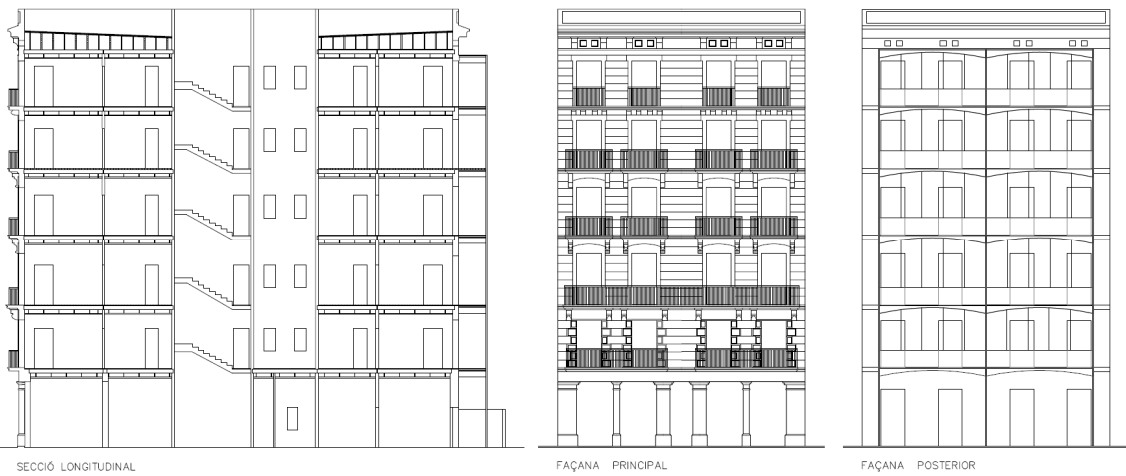 SECCIÓ LONGITUDINAL
FAÇANA PRINCIPAL
FAÇANA POSTERIOR